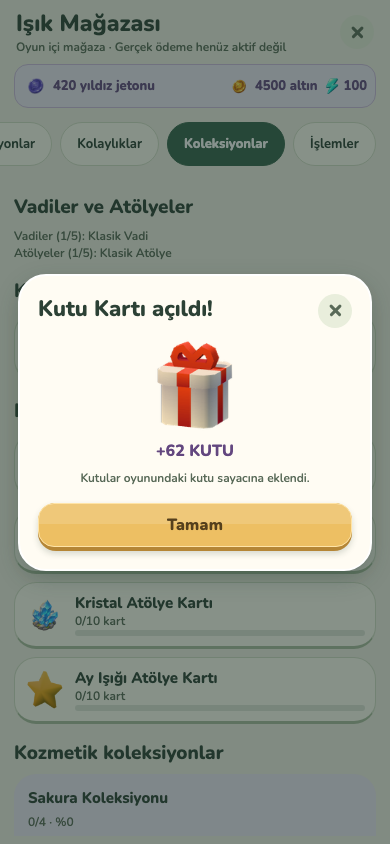 Işık Mağazası
Oyun içi mağaza · Gerçek ödeme henüz aktif değil
420 yıldız jetonu
4500 altın
100
yonlar
Kolaylıklar
Koleksiyonlar
İşlemler
Vadiler ve Atölyeler
Vadiler (1/5): Klasik Vadi
Atölyeler (1/5): Klasik Atölye
Kutu Kartı açıldı!
+62 KUTU
Kutular oyunundaki kutu sayacına eklendi.
Tamam
Kristal Atölye Kartı
0/10 kart
Ay Işığı Atölye Kartı
0/10 kart
Kozmetik koleksiyonlar
Sakura Koleksiyonu
0/4 · %0